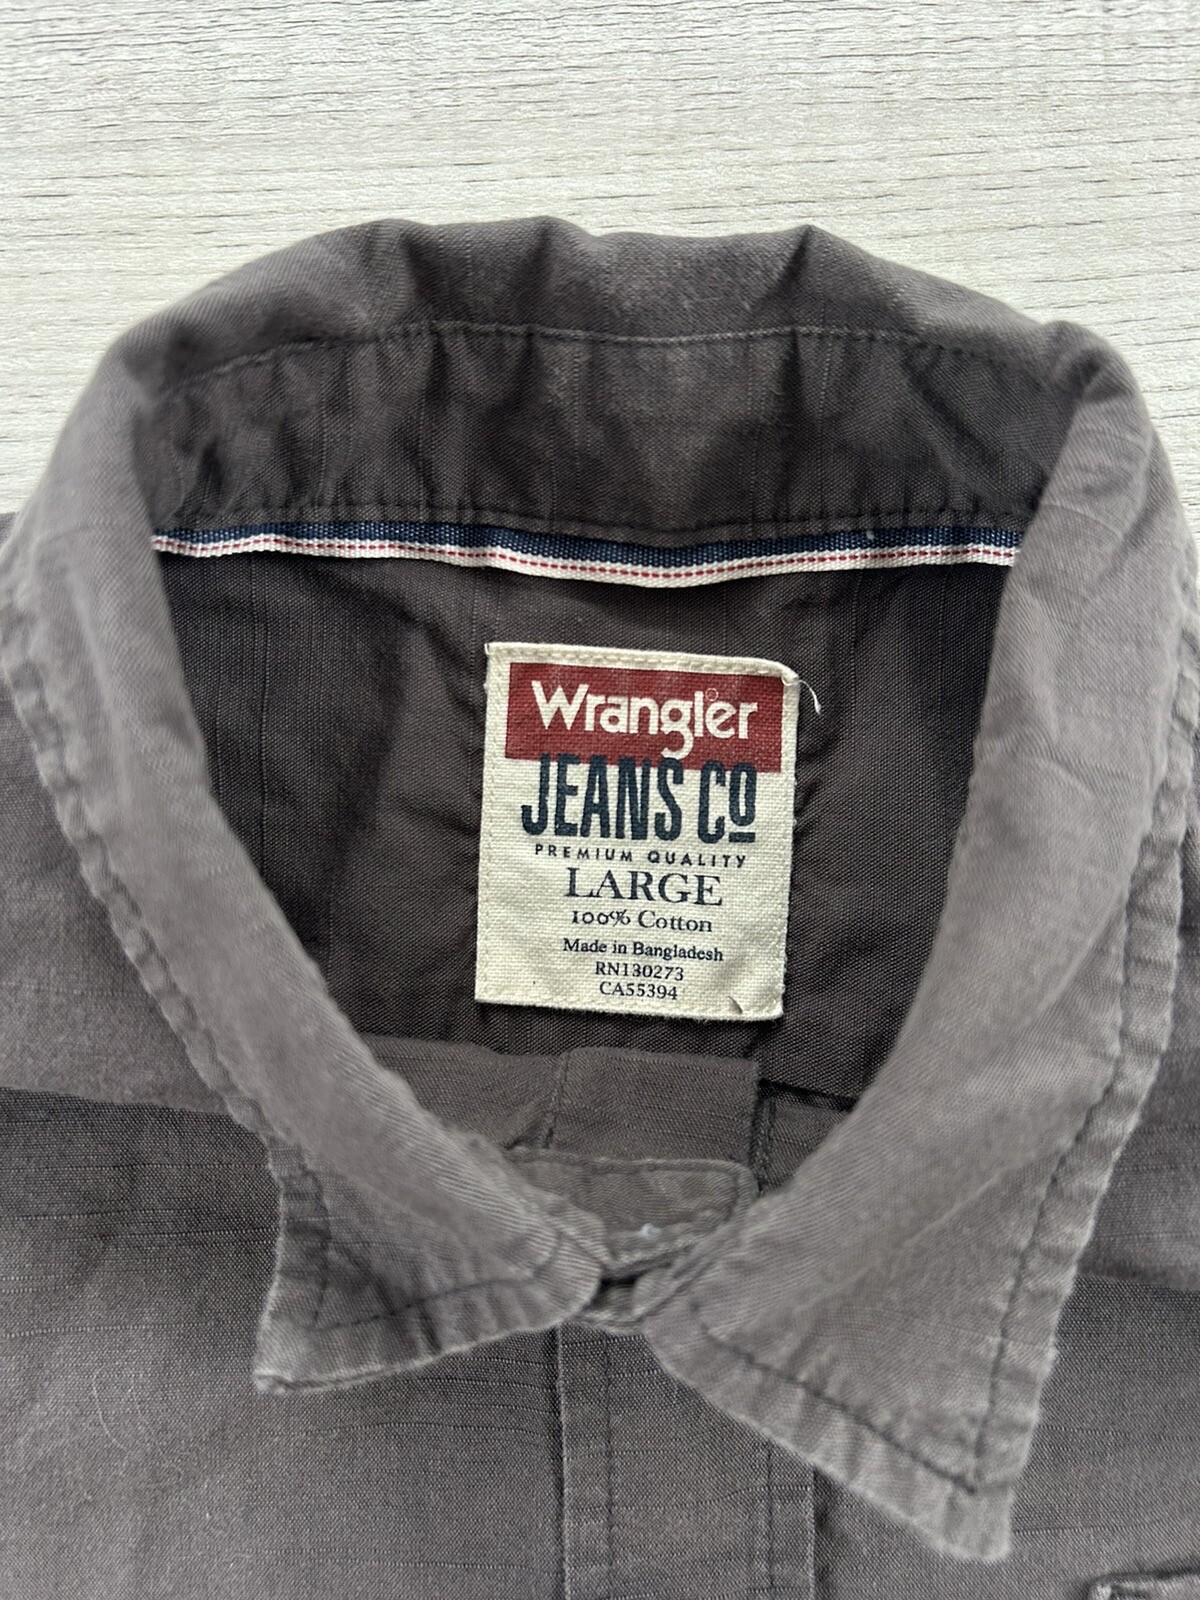 Wrangler®
JEANS Co
PREMIUM QUALITY
LARGE
100% Cotton
Made in Bangladesh
RN130273
CA55394